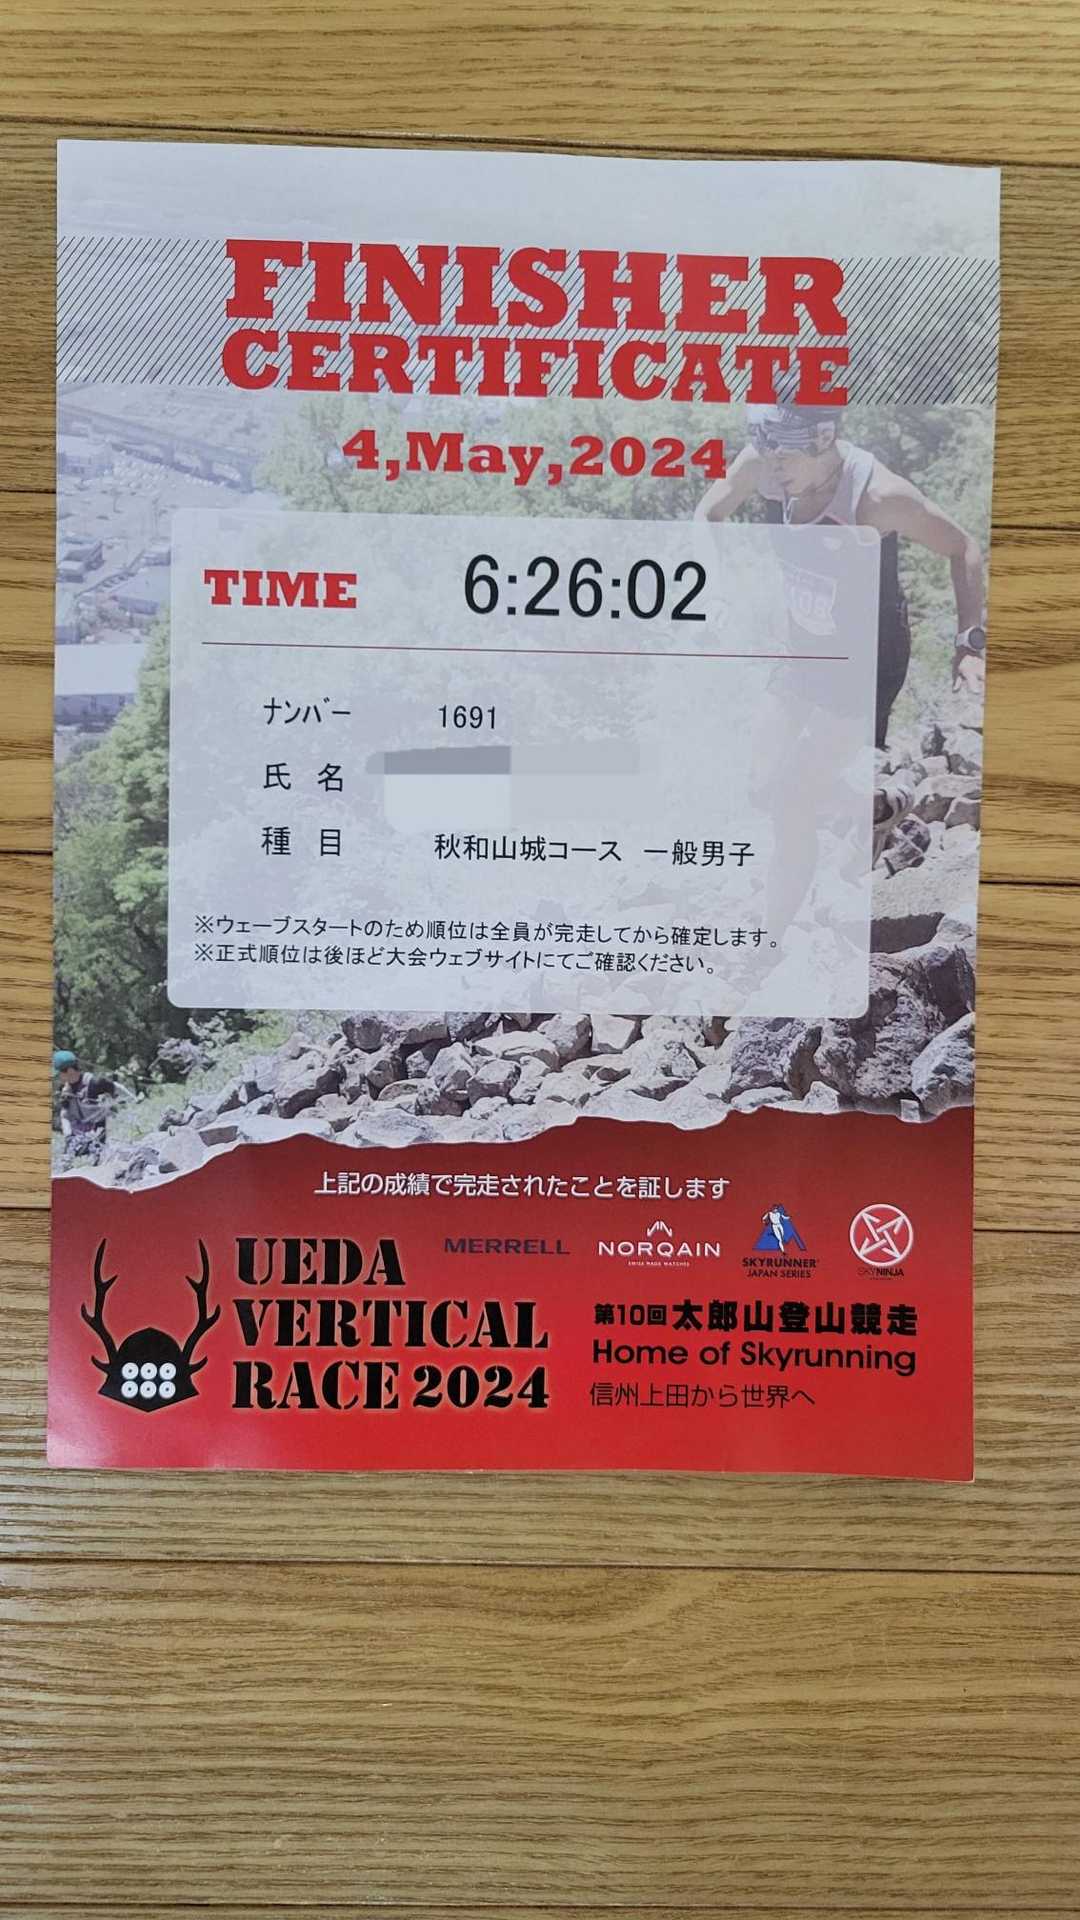 FINISHER
CERTIFICATE
4,May,2024
TIME 6:26:02
ナンバー 1691
氏 名
種 目 秋和山城コース 一般男子
※ウェーブスタートのため順位は全員が完走してから確定します。
※正式順位は後ほど大会ウェブサイトにてご確認ください。
上記の成績で完走されたことを証します
MERRELL
NORQAIN
SWISS MADE WATCHES
SKYRUNNER
JAPAN SERIES
SKYNINJA
UEDA
VERTICAL
RACE 2024
第10回 太郎山登山競走
Home of Skyrunning
信州上田から世界へ